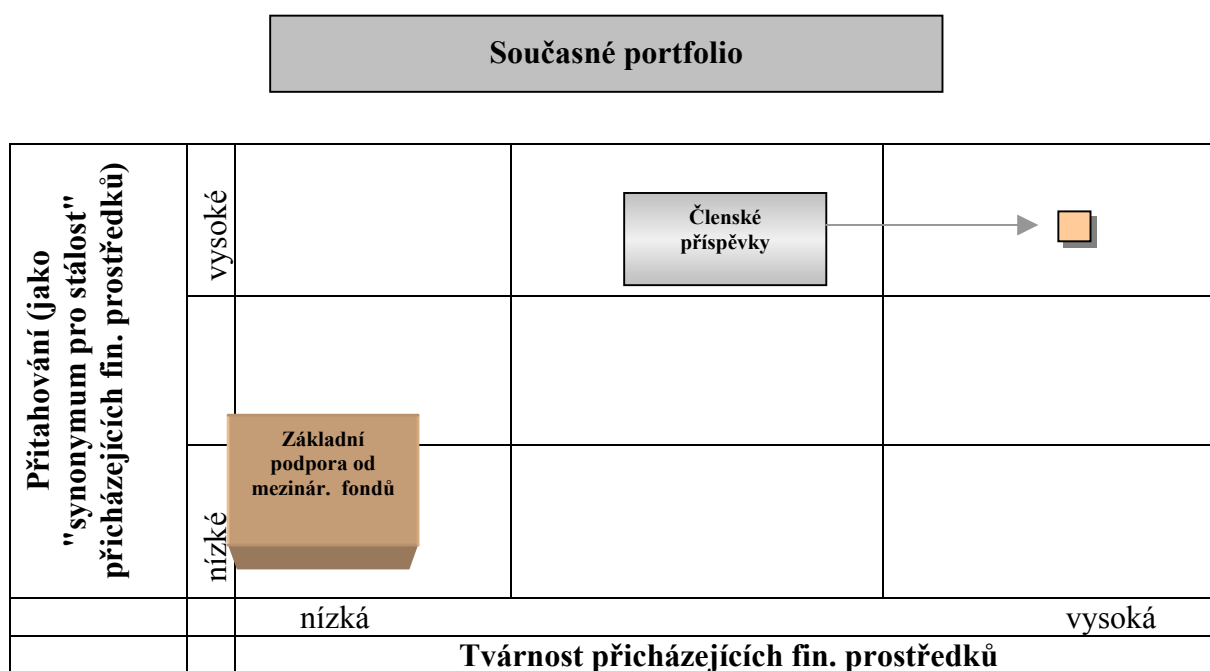 Současné portfolio
Přitahování (jako
"synonymum pro stálost"
přicházejících fin. prostředků)
vysoké
Členské
příspěvky
Základní
podpora od
mezinár. fondů
nízké
nízká
vysoká
Tvárnost přicházejících fin. prostředků